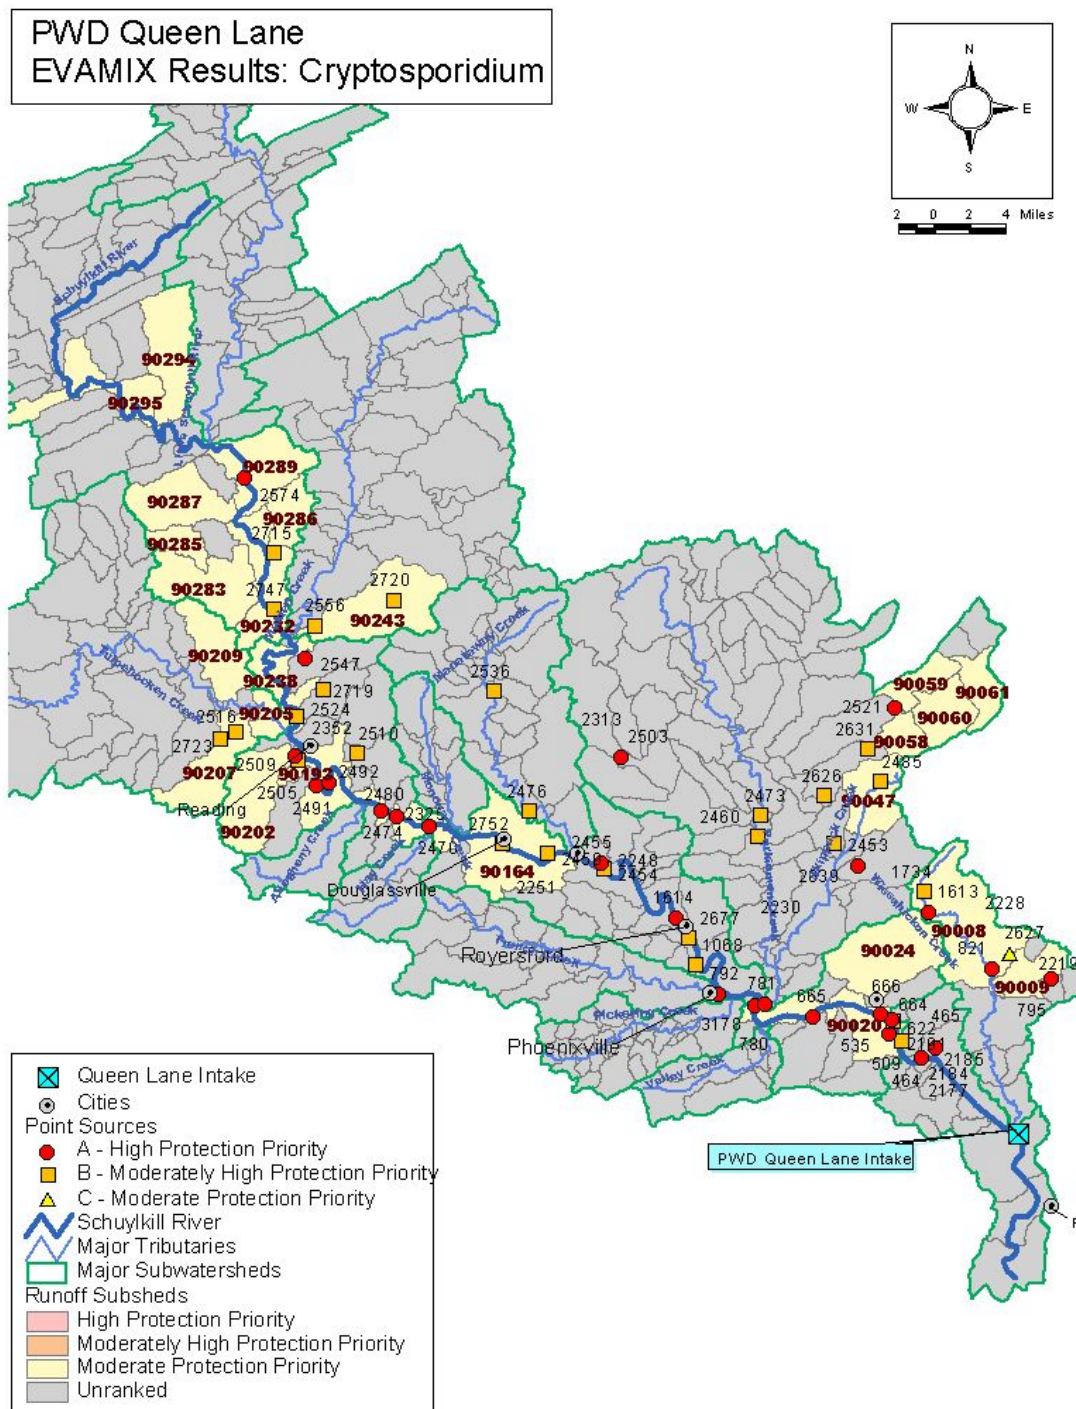 PWD Queen Lane
EVAMIX Results: Cryptosporidium
N
W
E
S
2 0 2 4 Miles
Schuylkill River
90294
90295
90289
2574
90287
90286
2715
90285
90283
2747
2720
2556
90232
90243
90209
2547
90238
2536
2719
Tulpehocken Creek
90205
2524
2516
2352
2723
2510
2509
90207
90192
2492
Reading
2505
2491
2480
90202
2474
2325
2470
2476
2752
2455
Douglassville
90164
2251
2248
2454
1614
2677
Royersford
1068
792
781
Pickering Creek
3178
Phoenixville
780
Valley Creek
2313
2503
2473
2460
2626
2631
2521
90059
90061
90060
90058
2485
90047
2453
2639
2230
1734
1613
2228
Wissahickon Creek
90008
2627
821
2219
90009
795
90024
666
665
664
465
90020
622
535
2191
509
2186
464
2184
2177
PWD Queen Lane Intake
Queen Lane Intake
Cities
Point Sources
A - High Protection Priority
B - Moderately High Protection Priority
C - Moderate Protection Priority
Schuylkill River
Major Tributaries
Major Subwatersheds
Runoff Subsheds
High Protection Priority
Moderately High Protection Priority
Moderate Protection Priority
Unranked